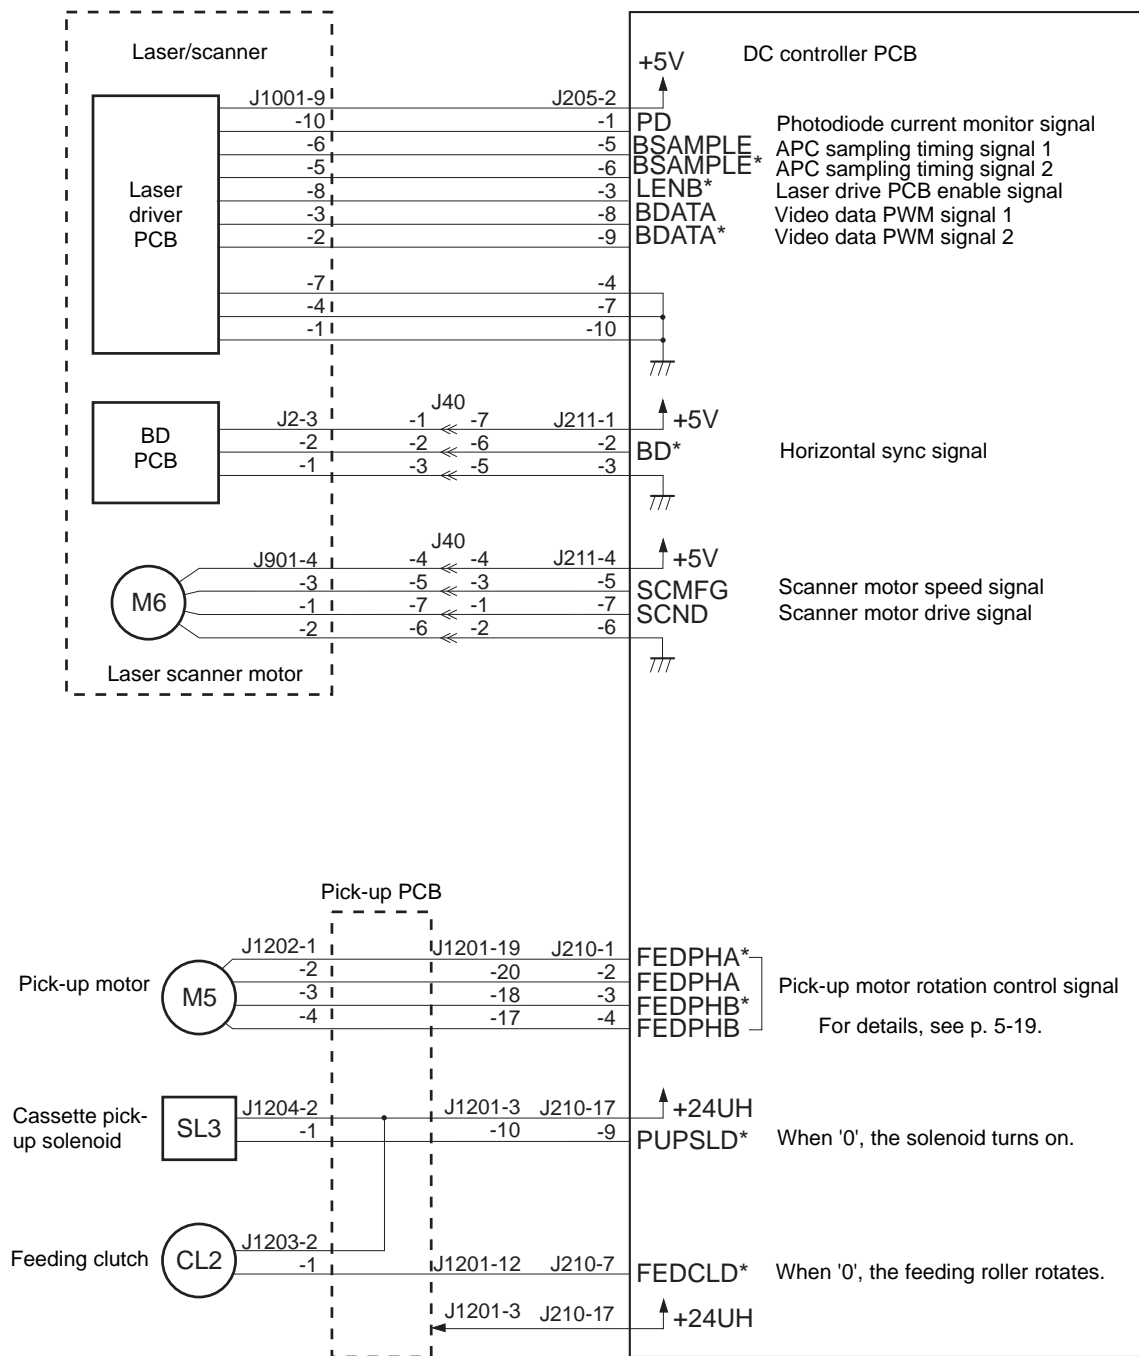 Laser/scanner
DC controller PCB
+5V
J1001-9 J205-2
-10 -1 PD Photodiode current monitor signal
-6 -5 BSAMPLE APC sampling timing signal 1
-5 -6 BSAMPLE* APC sampling timing signal 2
-8 -3 LENB* Laser drive PCB enable signal
-3 -8 BDATA Video data PWM signal 1
-2 -9 BDATA* Video data PWM signal 2
Laser
driver
PCB
-7 -4
-4 -7
-1 -10
J40
J2-3 -1 -7 J211-1 +5V
-2 -2 -6 -2 BD* Horizontal sync signal
-1 -3 -5 -3
BD
PCB
J40
J901-4 -4 -4 J211-4 +5V
-3 -5 -3 -5 SCMFG Scanner motor speed signal
-1 -7 -1 -7 SCND Scanner motor drive signal
-2 -6 -2 -6
M6
Laser scanner motor
Pick-up PCB
J1202-1 J1201-19 J210-1 FEDPHA*
-2 -20 -2 FEDPHA
-3 -18 -3 FEDPHB*
-4 -17 -4 FEDPHB
Pick-up motor
M5
Pick-up motor rotation control signal
For details, see p. 5-19.
J1204-2 J1201-3 J210-17 +24UH
-1 -10 -9 PUPSLD* When '0', the solenoid turns on.
Cassette pick-
up solenoid
SL3
J1203-2
-1 J1201-12 J210-7 FEDCLD* When '0', the feeding roller rotates.
Feeding clutch
CL2
J1201-3 J210-17 +24UH